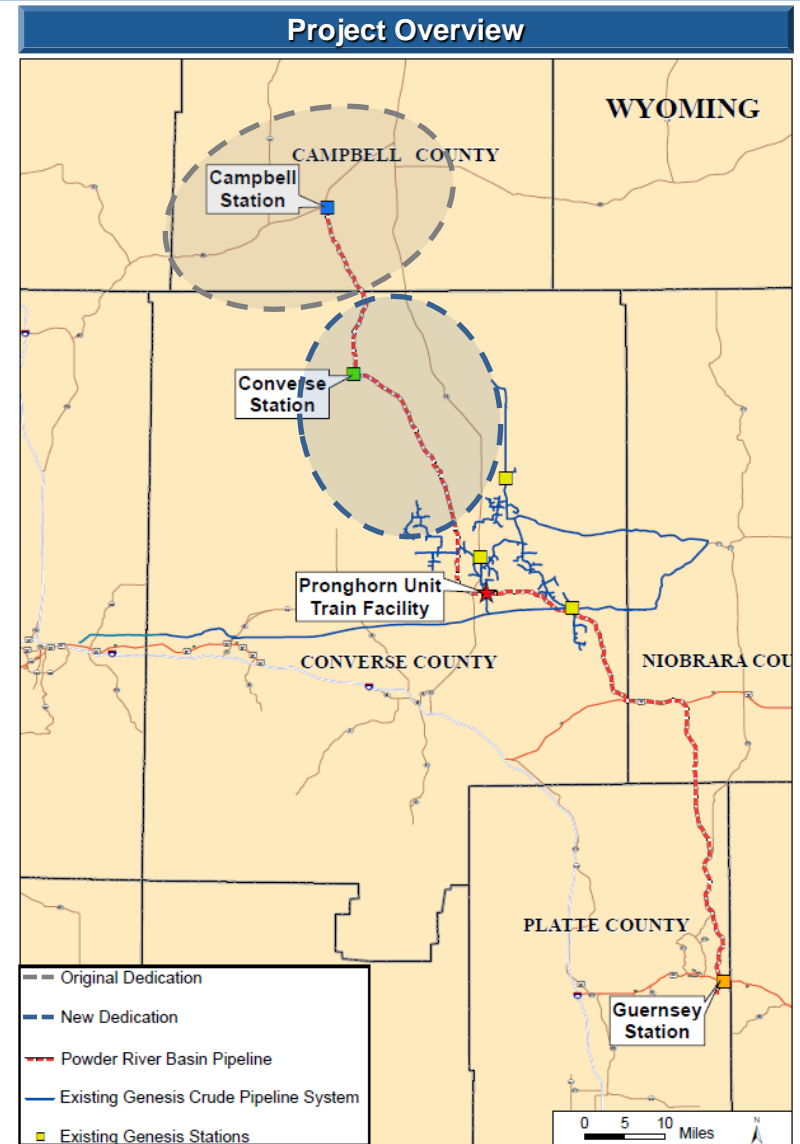 Project Overview
WYOMING
CAMPBELL COUNTY
Campbell
Station
Converse
Station
Pronghorn Unit
Train Facility
CONVERSE COUNTY
NIOBRARA COU
PLATTE COUNTY
Guernsey
Station
Original Dedication
New Dedication
Powder River Basin Pipeline
Existing Genesis Crude Pipeline System
Existing Genesis Stations
0 5 10 Miles
N